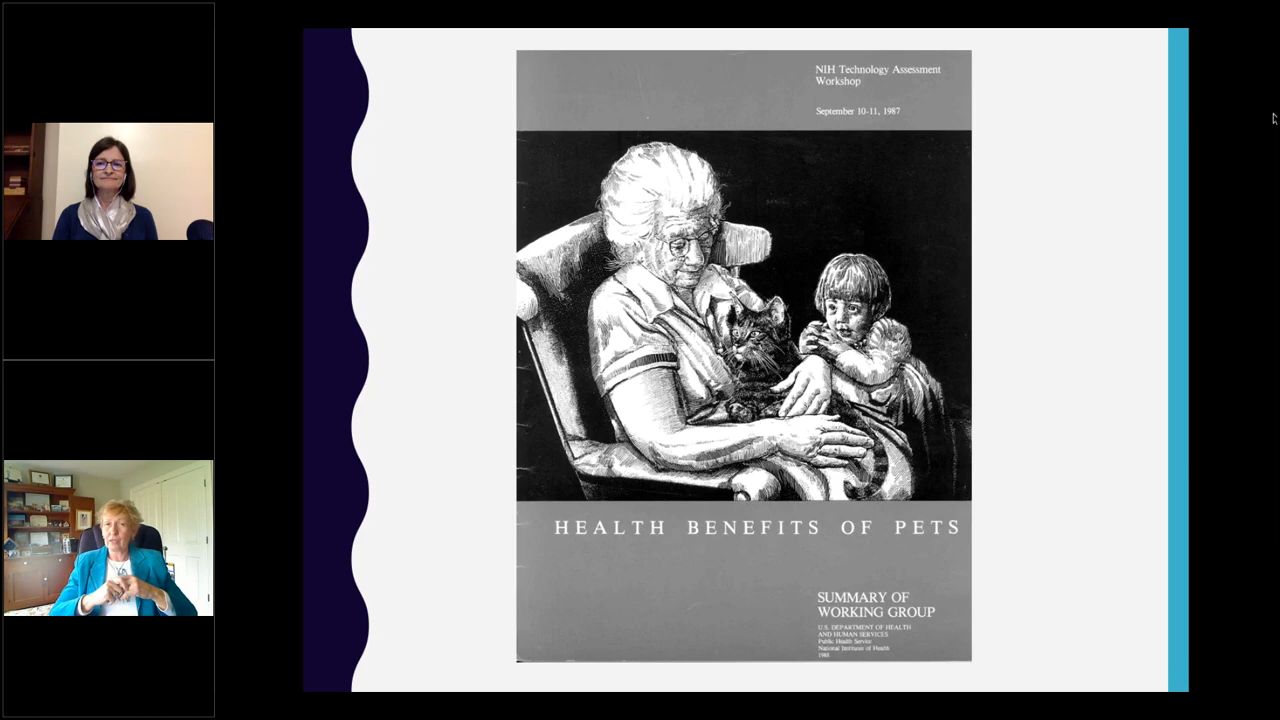 NIH Technology Assessment
Workshop
September 10-11, 1987
HEALTH BENEFITS OF PETS
SUMMARY OF
WORKING GROUP
U.S. DEPARTMENT OF HEALTH
AND HUMAN SERVICES
Public Health Service
National Institutes of Health